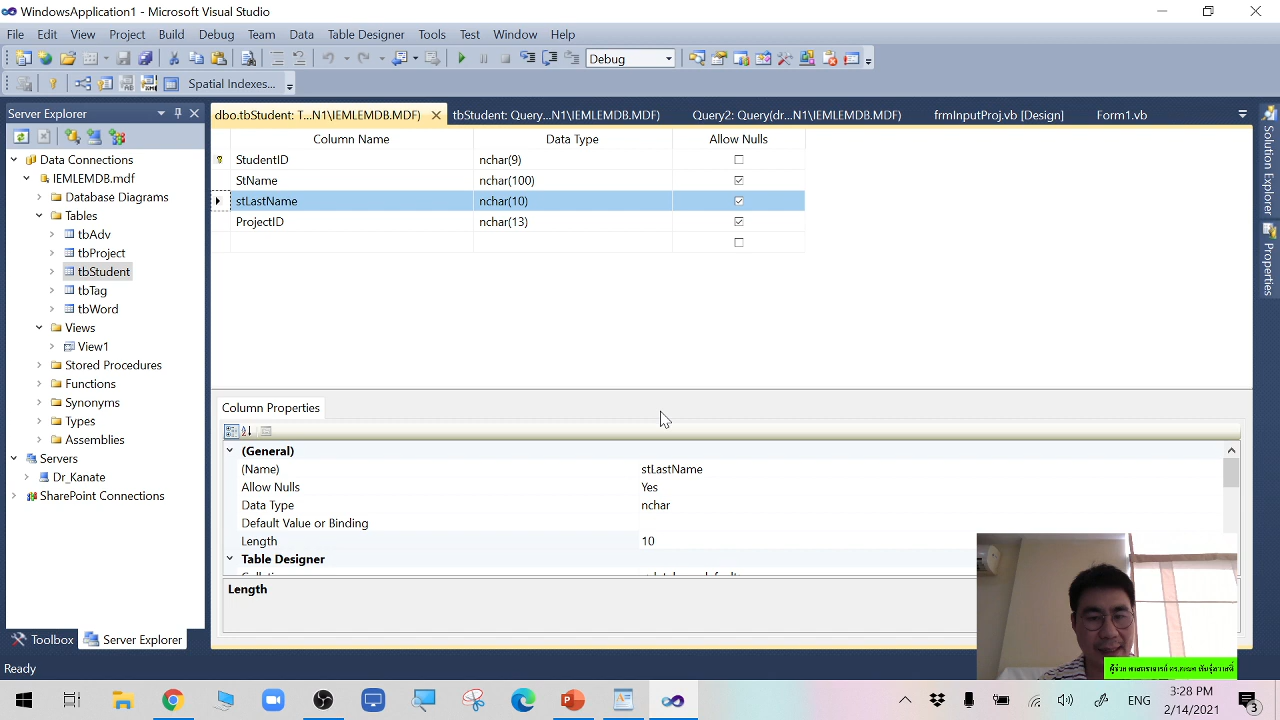 WindowsApplication1 - Microsoft Visual Studio
File Edit View Project Build Debug Team Data Table Designer Tools Test Window Help
Debug
Spatial Indexes...
Server Explorer
dbo.tbStudent: T...N1\IEMLEMDB.MDF) tbStudent: Query...N1\IEMLEMDB.MDF) Query2: Query(dr...N1\IEMLEMDB.MDF) frmInputProj.vb [Design] Form1.vb
Column Name Data Type Allow Nulls
StudentID nchar(9)
StName nchar(100)
stLastName nchar(10)
ProjectID nchar(13)
Data Connections
IEMLEMDB.mdf
Database Diagrams
Tables
tbAdv
tbProject
tbStudent
tbTag
tbWord
Views
View1
Stored Procedures
Functions
Synonyms
Types
Assemblies
Servers
Dr_Kanate
SharePoint Connections
Solution Explorer
Properties
Column Properties
(General)
(Name) stLastName
Allow Nulls Yes
Data Type nchar
Default Value or Binding
Length 10
Table Designer
Length
Toolbox Server Explorer
Ready
ENG
3:28 PM
2/14/2021
3